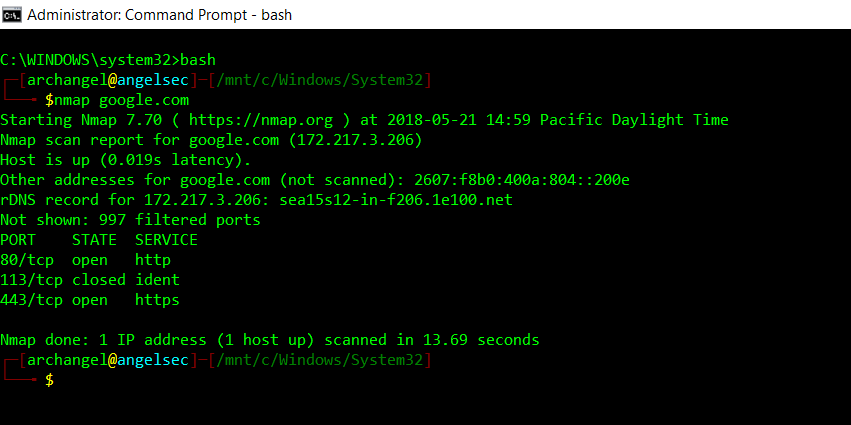 Administrator: Command Prompt - bash
C:\WINDOWS\system32>bash
┌─[archangel@angelsec]─[/mnt/c/Windows/System32]
└──╼ $nmap google.com
Starting Nmap 7.70 ( https://nmap.org ) at 2018-05-21 14:59 Pacific Daylight Time
Nmap scan report for google.com (172.217.3.206)
Host is up (0.019s latency).
Other addresses for google.com (not scanned): 2607:f8b0:400a:804::200e
rDNS record for 172.217.3.206: sea15s12-in-f206.1e100.net
Not shown: 997 filtered ports
PORT    STATE  SERVICE
80/tcp  open   http
113/tcp closed ident
443/tcp open   https
Nmap done: 1 IP address (1 host up) scanned in 13.69 seconds
┌─[archangel@angelsec]─[/mnt/c/Windows/System32]
└──╼ $